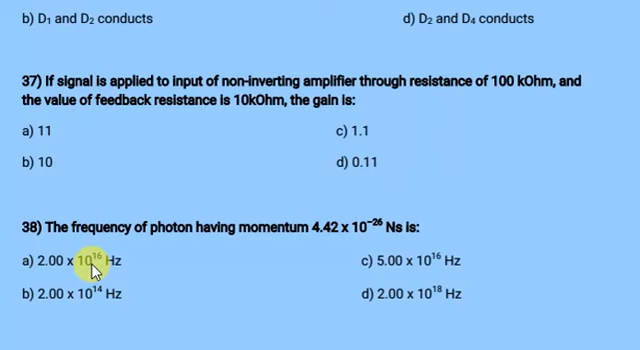 b) D₁ and D₂ conducts
d) D₂ and D₄ conducts
37) If signal is applied to input of non-inverting amplifier through resistance of 100 kOhm, and
the value of feedback resistance is 10kOhm, the gain is:
a) 11
c) 1.1
b) 10
d) 0.11
38) The frequency of photon having momentum 4.42 x 10⁻²⁶ Ns is:
a) 2.00 x 10¹⁶ Hz
c) 5.00 x 10¹⁶ Hz
b) 2.00 x 10¹⁴ Hz
d) 2.00 x 10¹⁸ Hz